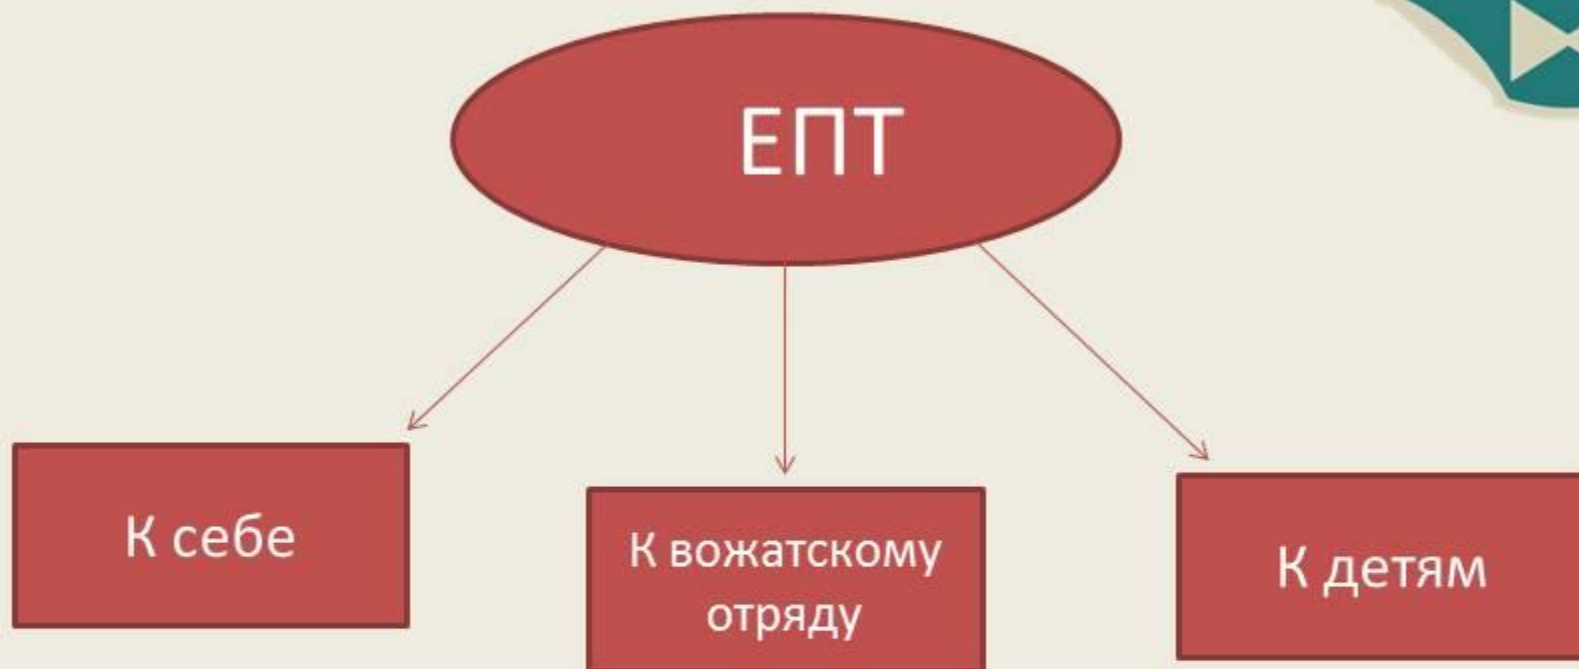 ЕПТ
К себе
К вожатскому
отряду
К детям